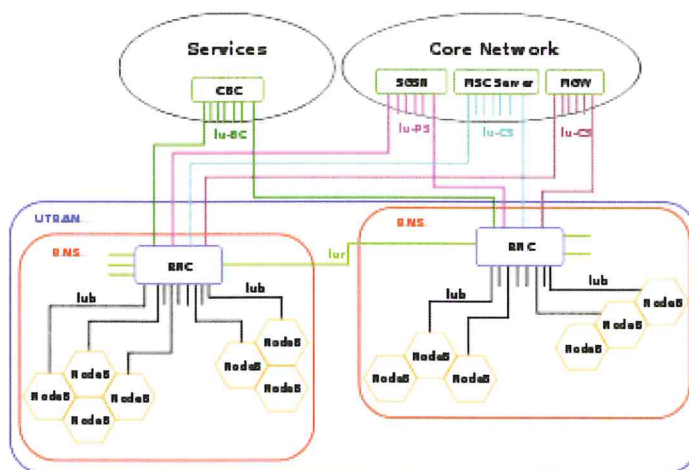 Services
Core Network
CBC
SGSN
MSC Server
MGW
Iu-BC
Iu-PS
Iu-CS
Iu-CS
UTRAN
RNS
RNS
RNC
RNC
Iur
Iub
Iub
Iub
Iub
NodeB
NodeB
NodeB
NodeB
NodeB
NodeB
NodeB
NodeB
NodeB
NodeB
NodeB
NodeB
NodeB